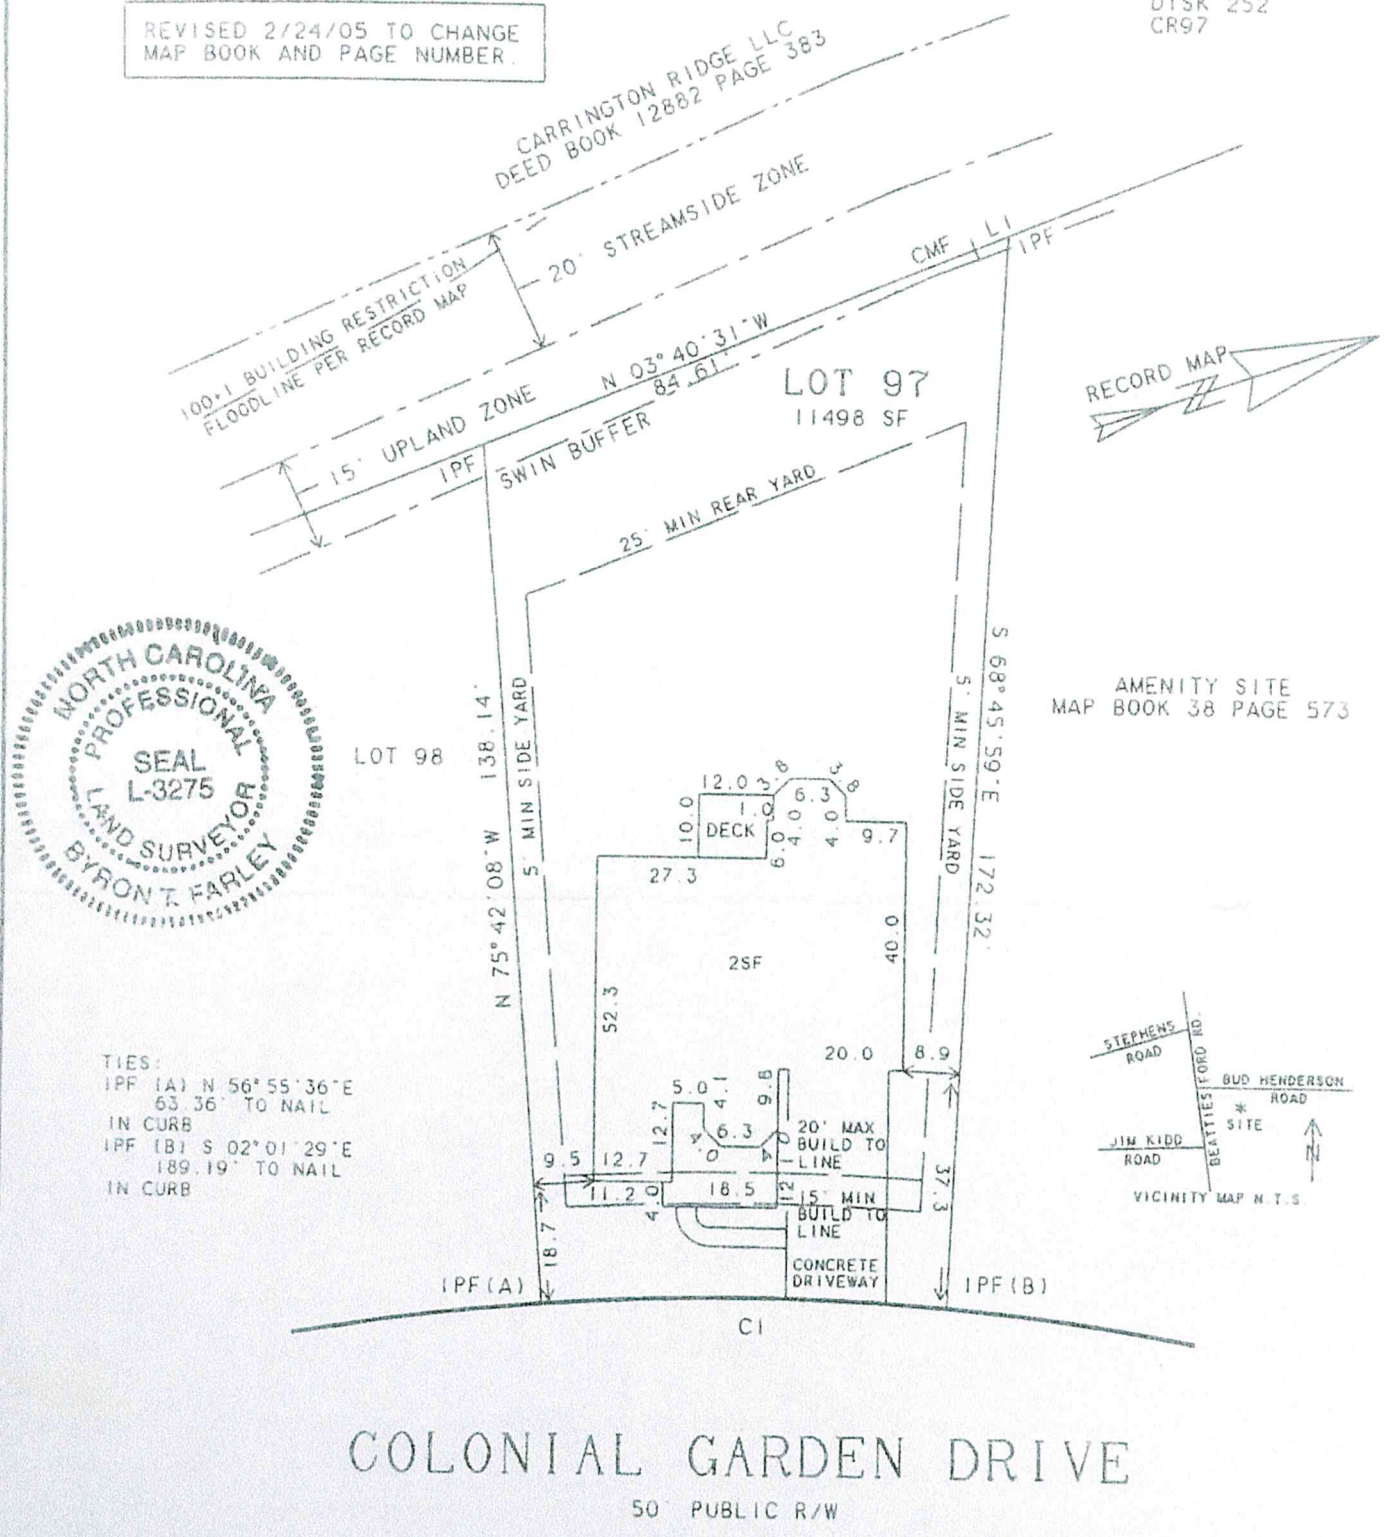 REVISED 2/24/05 TO CHANGE
MAP BOOK AND PAGE NUMBER.
DISK 252
CR97
CARRINGTON RIDGE LLC
DEED BOOK 12882 PAGE 383
20' STREAMSIDE ZONE
100+1 BUILDING RESTRICTION
FLOODLINE PER RECORD MAP
CMF
L1
IPF
N 03°40'31"W
84.61'
15' UPLAND ZONE
IPF
SWIN BUFFER
LOT 97
11498 SF
RECORD MAP
25' MIN REAR YARD
NORTH CAROLINA
PROFESSIONAL
SEAL
L-3275
LAND SURVEYOR
BYRON T. FARLEY
LOT 98
N 75°42'08"W 138.14'
5' MIN SIDE YARD
5' MIN SIDE YARD
S 68°45'59"E 172.32'
AMENITY SITE
MAP BOOK 38 PAGE 573
12.0
3.8
3.8
6.3
1.0
10.0
DECK
6.0
4.0
4.0
9.7
27.3
2SF
40.0
52.3
TIES:
IPF (A) N 56°55'36"E
63.36' TO NAIL
IN CURB
IPF (B) S 02°01'29"E
189.19' TO NAIL
IN CURB
20.0
8.9
5.0
4.1
9.8
12.7
6.3
4.0
4.0
20' MAX
BUILD TO
LINE
9.5
12.7
11.2
4.0
18.5
12.1
15' MIN
BUILD TO
LINE
37.3
18.7
CONCRETE
DRIVEWAY
IPF(A)
IPF(B)
C1
STEPHENS
ROAD
BEATTIES FORD RD.
BUD HENDERSON
ROAD
*
SITE
JIM KIDD
ROAD
N
VICINITY MAP N.T.S.
COLONIAL GARDEN DRIVE
50' PUBLIC R/W